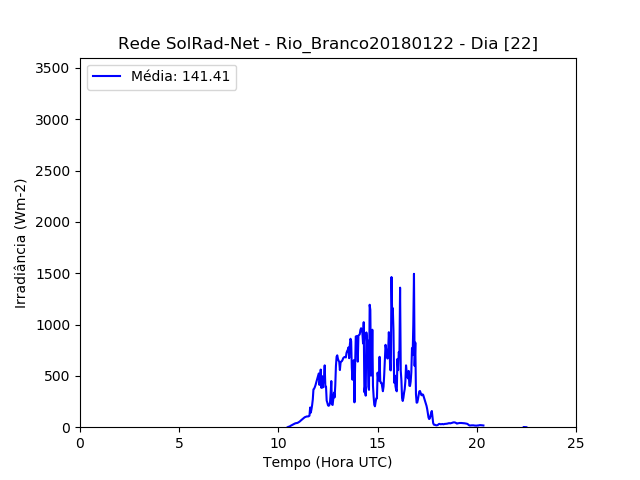 Rede SolRad-Net - Rio_Branco20180122 - Dia [22]
Média: 141.41
Irradiância (Wm-2)
3500
3000
2500
2000
1500
1000
500
0
0 5 10 15 20 25
Tempo (Hora UTC)